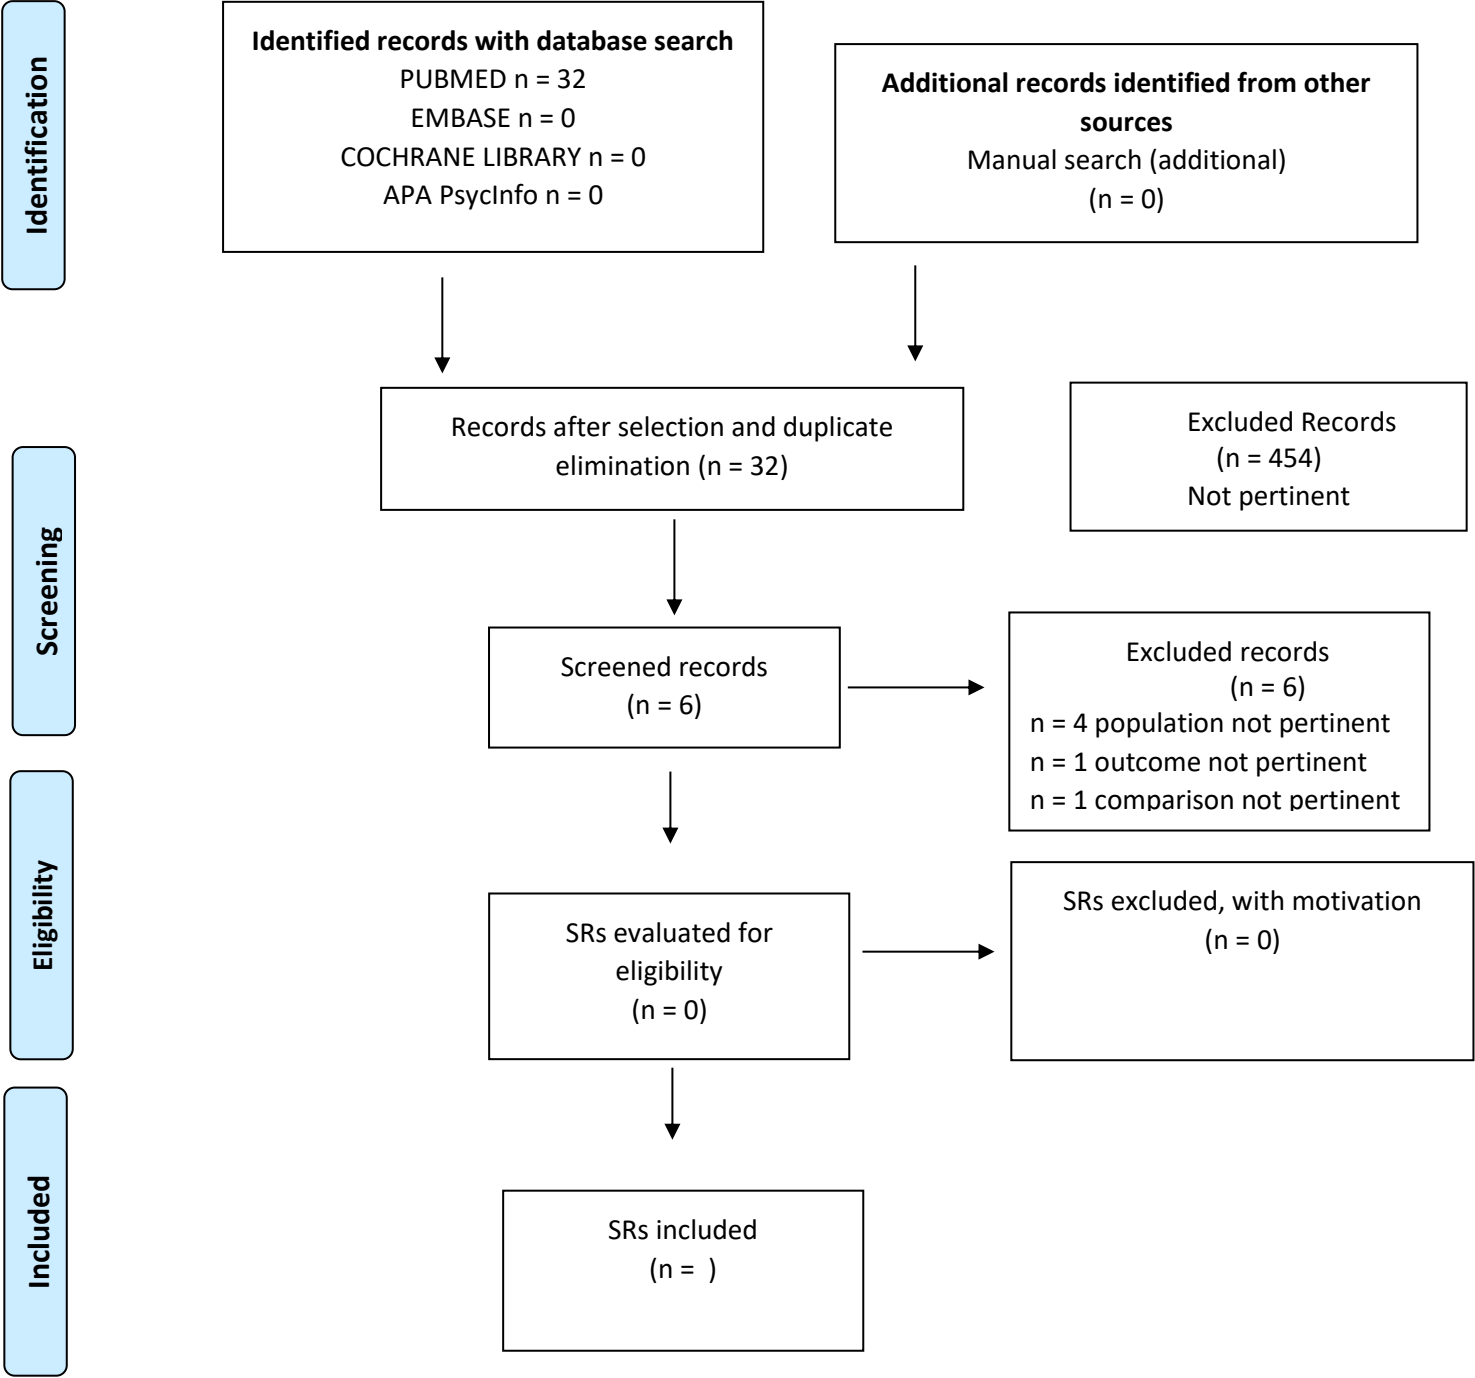 Identification
Identified records with database search
PUBMED n = 32
EMBASE n = 0
COCHRANE LIBRARY n = 0
APA PsycInfo n = 0
Additional records identified from other
sources
Manual search (additional)
(n = 0)
Records after selection and duplicate
elimination (n = 32)
Excluded Records
(n = 454)
Not pertinent
Screening
Screened records
(n = 6)
Excluded records
(n = 6)
n = 4 population not pertinent
n = 1 outcome not pertinent
n = 1 comparison not pertinent
Eligibility
SRs evaluated for
eligibility
(n = 0)
SRs excluded, with motivation
(n = 0)
Included
SRs included
(n =  )